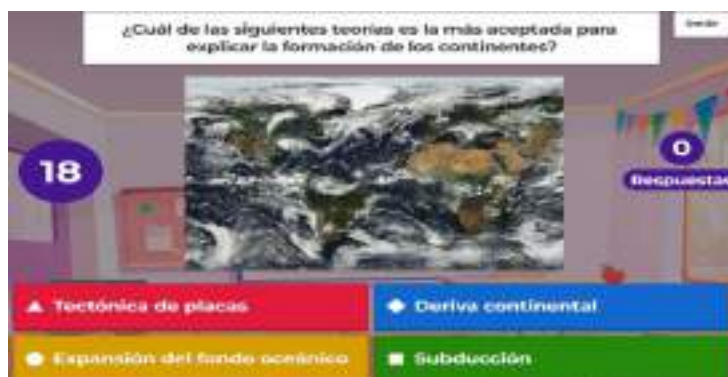 ¿Cuál de las siguientes teorías es la más aceptada para
explicar la formación de los continentes?
18
0
Respuestas
Tectónica de placas
Deriva continental
Expansión del fondo oceánico
Subducción